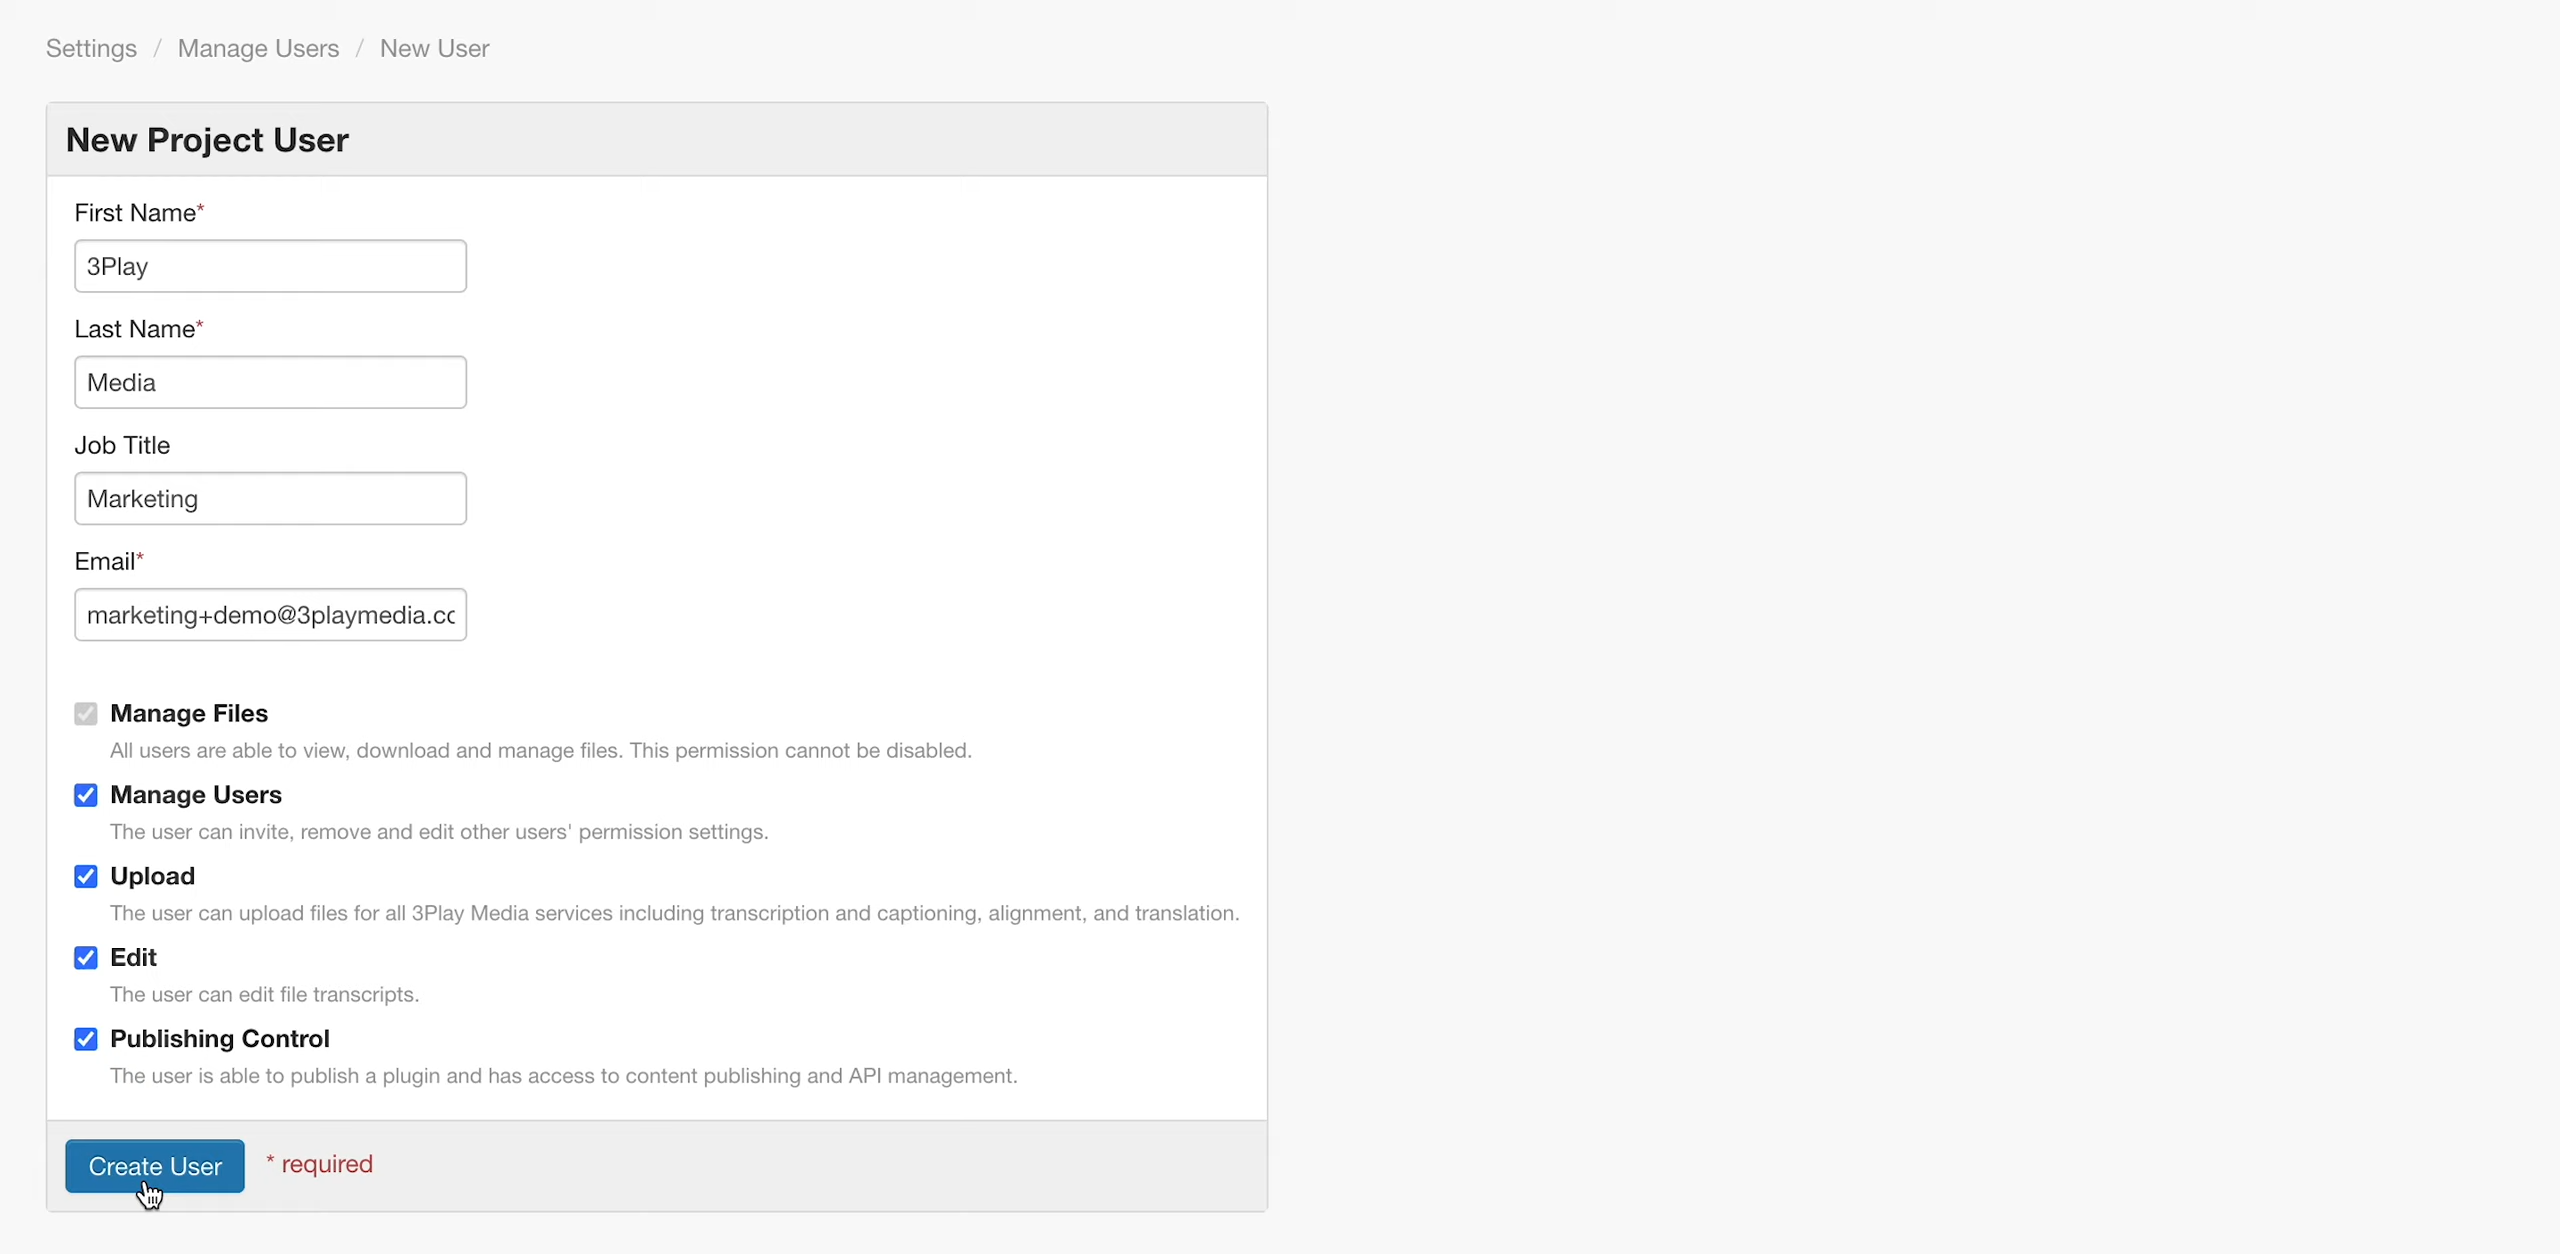 Settings / Manage Users / New User
New Project User
First Name*
3Play
Last Name*
Media
Job Title
Marketing
Email*
marketing+demo@3playmedia.cc
Manage Files
All users are able to view, download and manage files. This permission cannot be disabled.
Manage Users
The user can invite, remove and edit other users' permission settings.
Upload
The user can upload files for all 3Play Media services including transcription and captioning, alignment, and translation.
Edit
The user can edit file transcripts.
Publishing Control
The user is able to publish a plugin and has access to content publishing and API management.
Create User * required